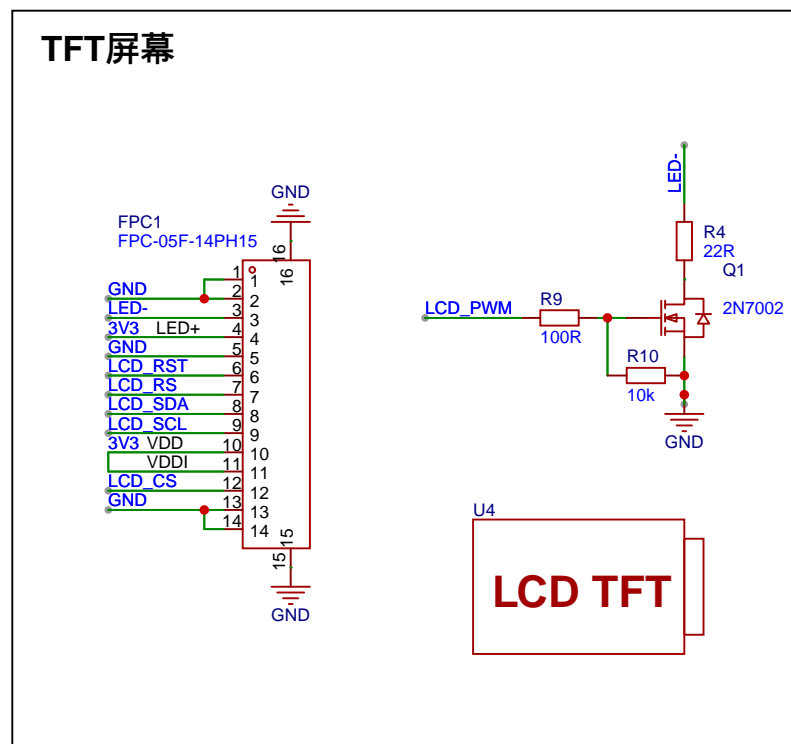 TFT屏幕
GND
FPC1
FPC-05F-14PH15
16
16
1
1
GND
2
2
LED-
3
3
3V3
LED+
4
4
GND
5
5
LCD_RST
6
6
LCD_RS
7
7
LCD_SDA
8
8
LCD_SCL
9
9
3V3
VDD
10
10
VDDI
11
11
LCD_CS
12
12
GND
13
13
14
14
15
15
GND
LED-
R4
22R
Q1
2N7002
LCD_PWM
R9
100R
R10
10k
GND
U4
LCD TFT